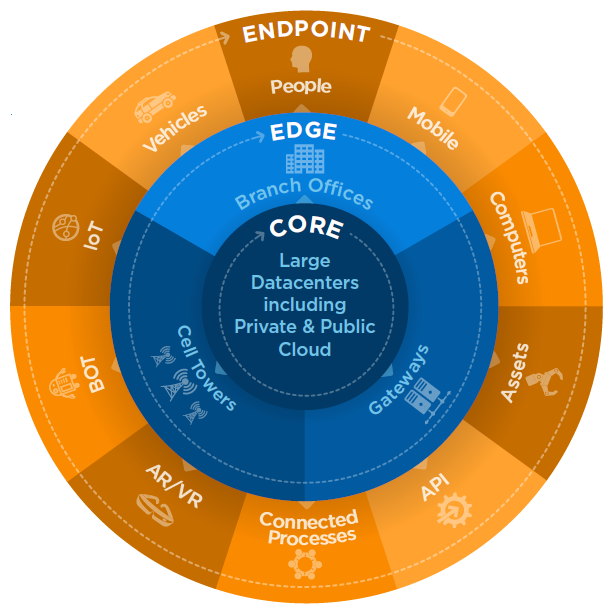 ENDPOINT
People
Mobile
Computers
Assets
API
Connected
Processes
AR/VR
BOT
IoT
Vehicles
EDGE
Branch Offices
Gateways
Cell Towers
CORE
Large
Datacenters
including
Private & Public
Cloud